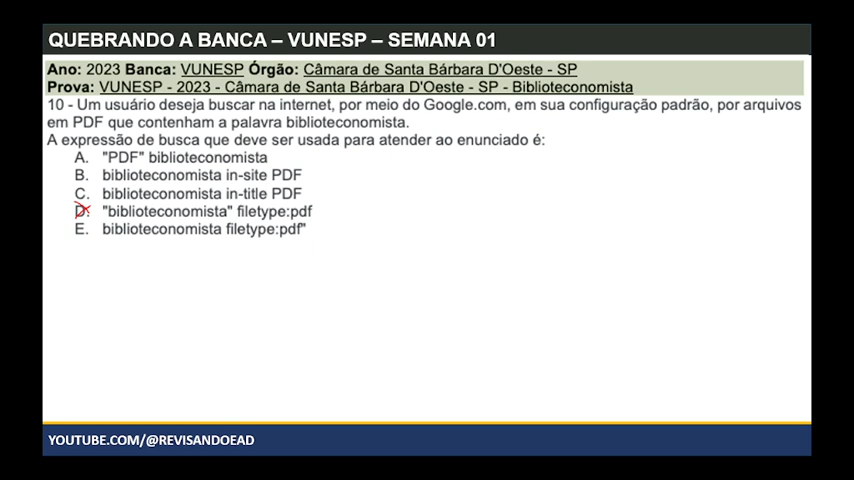 QUEBRANDO A BANCA – VUNESP – SEMANA 01
Ano: 2023 Banca: VUNESP Órgão: Câmara de Santa Bárbara D'Oeste - SP
Prova: VUNESP - 2023 - Câmara de Santa Bárbara D'Oeste - SP - Biblioteconomista
10 - Um usuário deseja buscar na internet, por meio do Google.com, em sua configuração padrão, por arquivos
em PDF que contenham a palavra biblioteconomista.
A expressão de busca que deve ser usada para atender ao enunciado é:
A. "PDF" biblioteconomista
B. biblioteconomista in-site PDF
C. biblioteconomista in-title PDF
D. "biblioteconomista" filetype:pdf
E. biblioteconomista filetype:pdf"
YOUTUBE.COM/@REVISANDOEAD